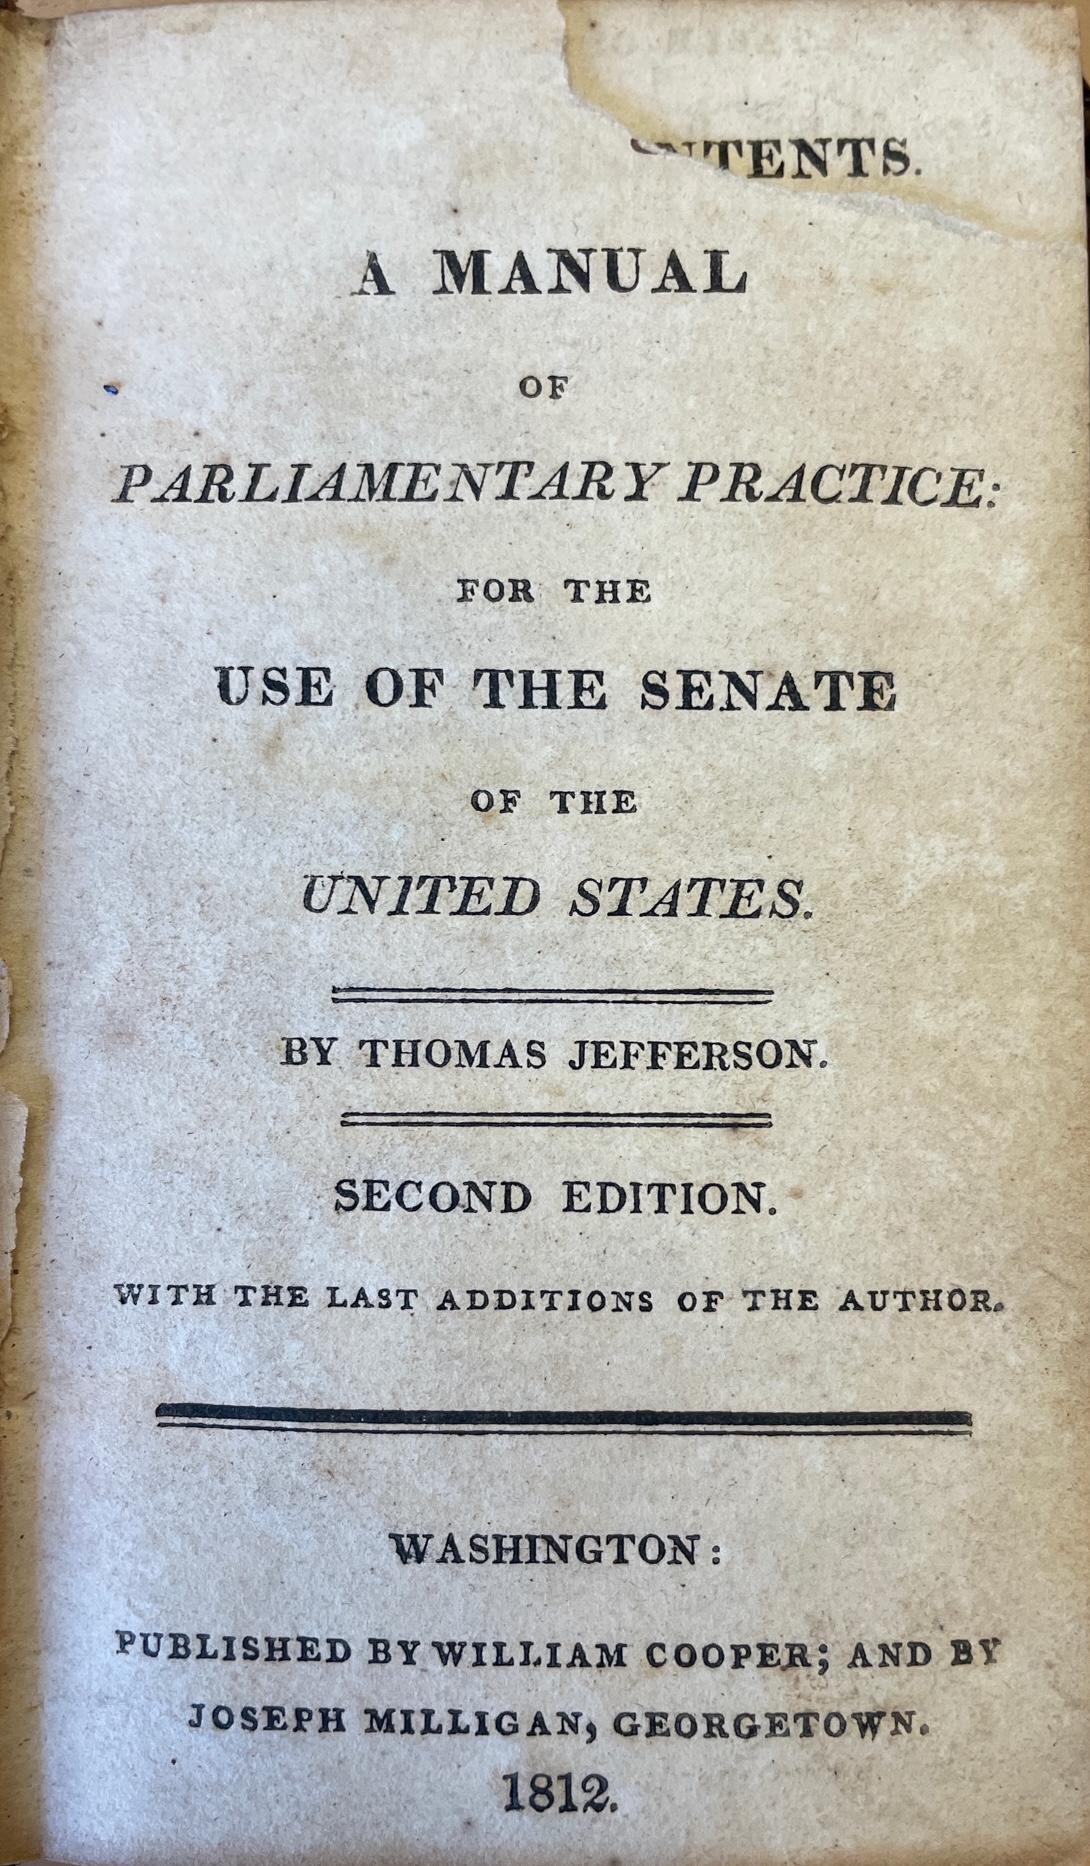 NTENTS.
A MANUAL
OF
PARLIAMENTARY PRACTICE:
FOR THE
USE OF THE SENATE
OF THE
UNITED STATES.
BY THOMAS JEFFERSON.
SECOND EDITION.
WITH THE LAST ADDITIONS OF THE AUTHOR.
WASHINGTON:
PUBLISHED BY WILLIAM COOPER; AND BY
JOSEPH MILLIGAN, GEORGETOWN.
1812.